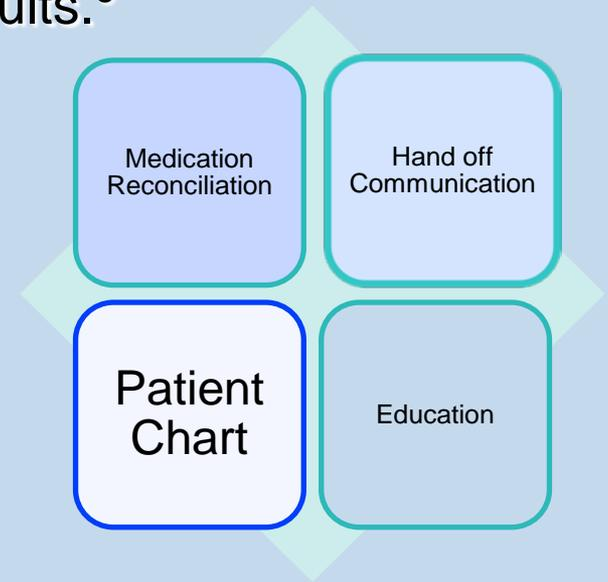 Medication
Reconciliation
Hand off
Communication
Patient
Chart
Education